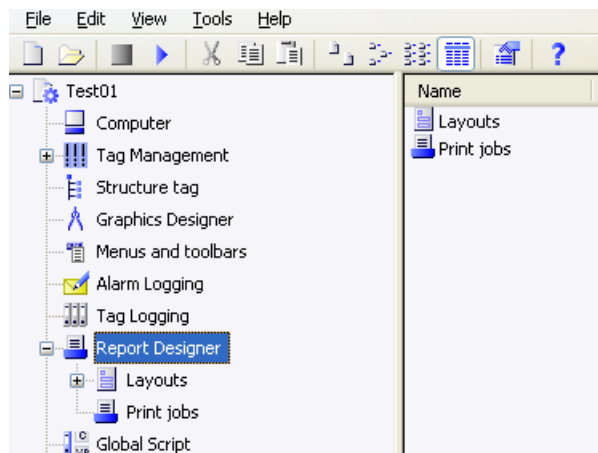 File Edit View Tools Help
?
Test01
Computer
Tag Management
Structure tag
Graphics Designer
Menus and toolbars
Alarm Logging
Tag Logging
Report Designer
Layouts
Print jobs
Global Script
Name
Layouts
Print jobs